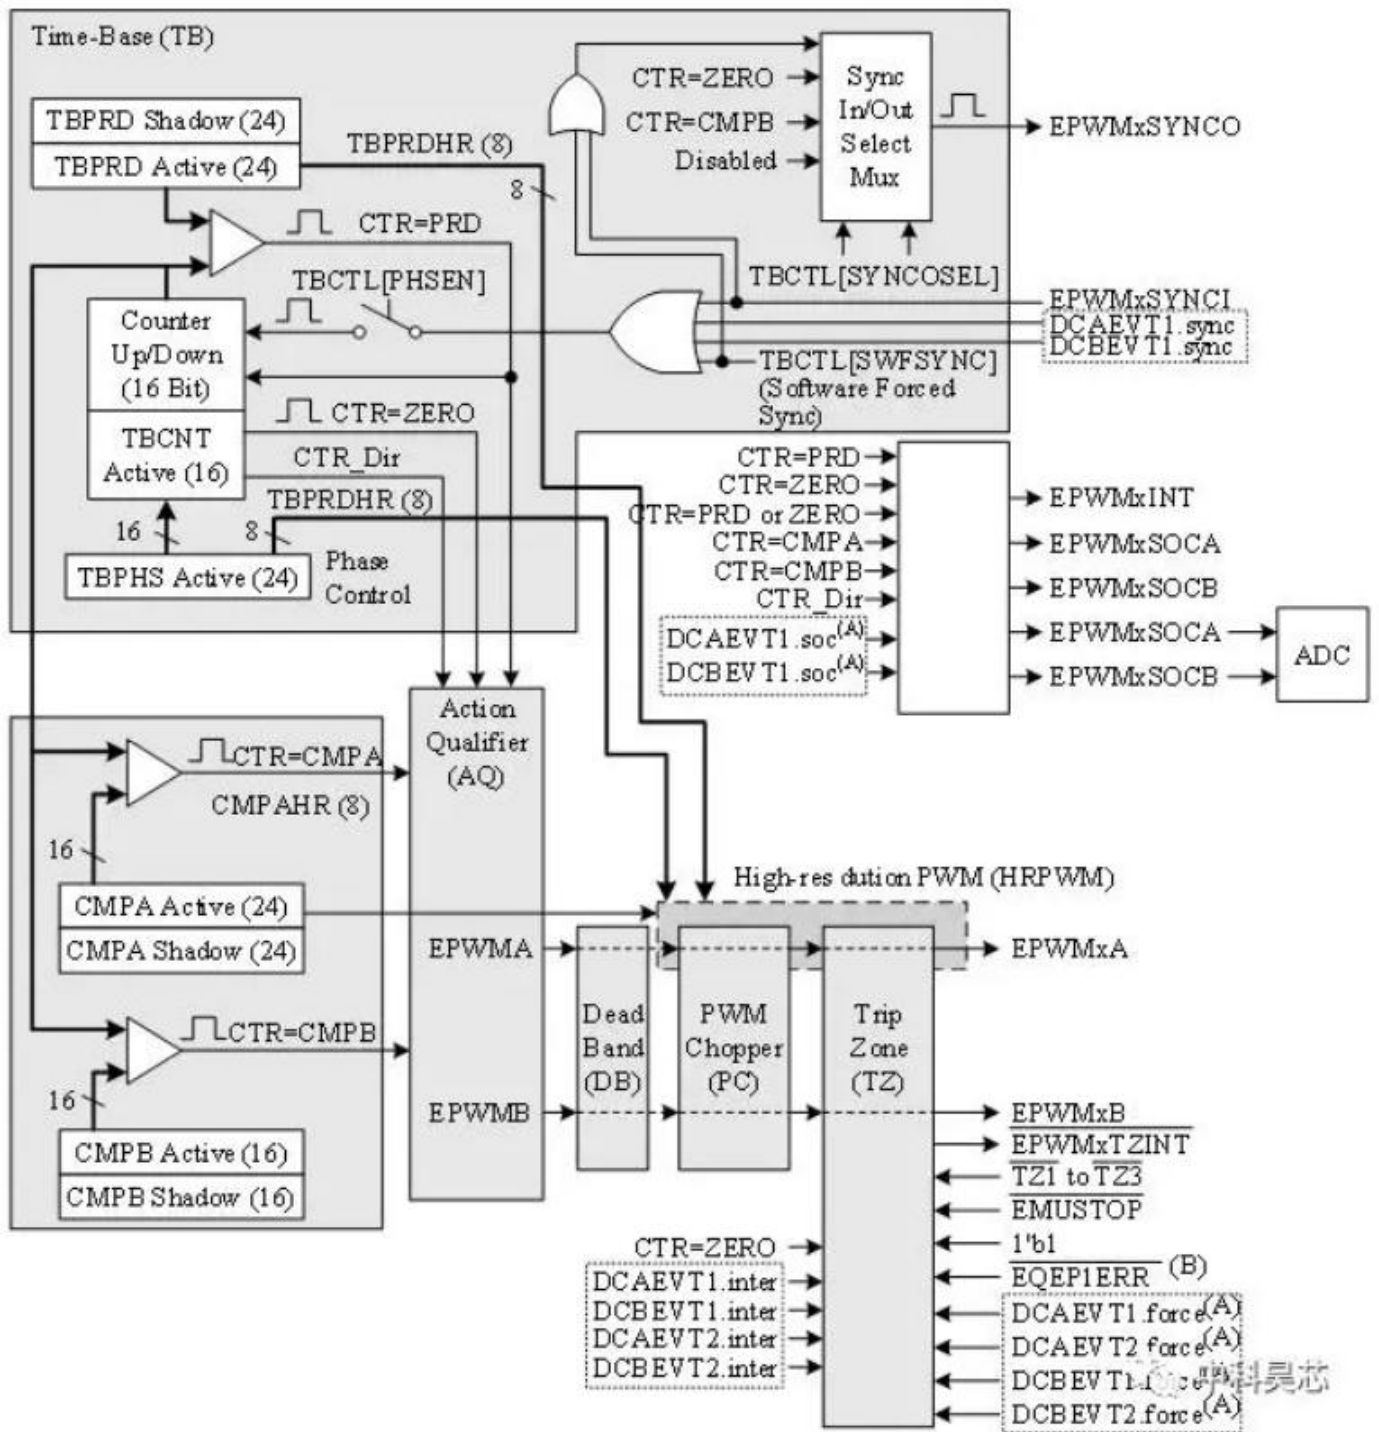 Time-Base (TB)
TBPRD Shadow (24)
TBPRD Active (24)
TBPRDHR (8)
8
CTR=PRD
TBCTL[PHSEN]
Counter
Up/Down
(16 Bit)
TBCNT
Active (16)
CTR=ZERO
CTR_Dir
TBPRDHR (8)
16
8
TBPHS Active (24)
Phase
Control
CTR=ZERO
CTR=CMPB
Disabled
Sync
In/Out
Select
Mux
EPWMxSYNCO
TBCTL[SYNCOSEL]
EPWMxSYNCI
DCAEVT1.sync
DCBEVT1.sync
TBCTL[SWFSYNC]
(Software Forced
Sync)
CTR=PRD
CTR=ZERO
CTR=PRD or ZERO
CTR=CMPA
CTR=CMPB
CTR_Dir
DCAEVT1.soc(A)
DCBEVT1.soc(A)
EPWMxINT
EPWMxSOCA
EPWMxSOCB
EPWMxSOCA
EPWMxSOCB
ADC
Action
Qualifier
(AQ)
CTR=CMPA
CMPAHR (8)
16
CMPA Active (24)
CMPA Shadow (24)
CTR=CMPB
16
CMPB Active (16)
CMPB Shadow (16)
EPWMA
EPWMB
High-res dution PWM (HRPWM)
Dead
Band
(DB)
PWM
Chopper
(PC)
Trip
Zone
(TZ)
EPWMxA
EPWMxB
EPWMxTZINT
TZ1 to TZ3
EMUSTOP
1"b1
EQEP1ERR (B)
CTR=ZERO
DCAEVT1.inter
DCBEVT1.inter
DCAEVT2.inter
DCBEVT2.inter
DCAEVT1.force(A)
DCAEVT2.force(A)
DCBEVT1.
中科昊芯
DCBEVT2.force(A)